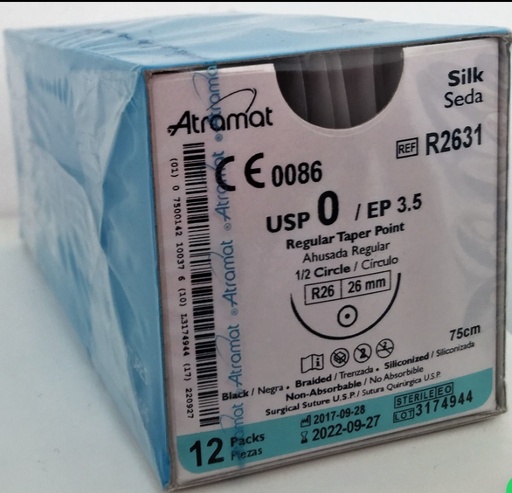 Silk
Seda
Atramat
REF R2631
CE 0086
USP 0 / EP 3.5
Regular Taper Point
Ahusada Regular
1/2 Circle / Círculo
R26 26 mm
75cm
Black / Negra . Braided / Trenzada . Siliconized / Siliconizada
Non-Absorbable / No Absorbible
Surgical Suture U.S.P. / Sutura Quirúrgica U.S.P.
STERILE EO
2017-09-28
LOT 3174944
2022-09-27
12 Packs
Piezas
(01) 0 7500142 10037 6 (10) 13174944 (17) 220927
Atramat ®Atramat ®Atramat ®Atramat